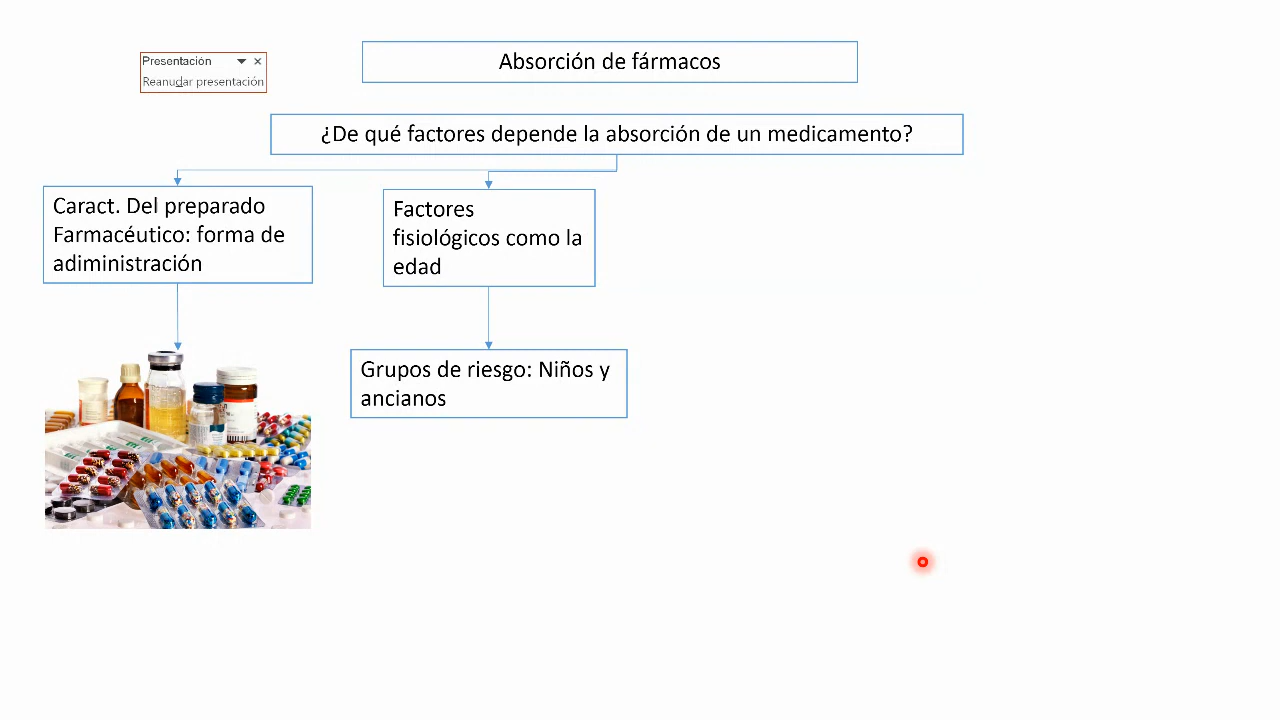 Presentación
Reanudar presentación
Absorción de fármacos
¿De qué factores depende la absorción de un medicamento?
Caract. Del preparado
Farmacéutico: forma de
adiministración
Factores
fisiológicos como la
edad
Grupos de riesgo: Niños y
ancianos